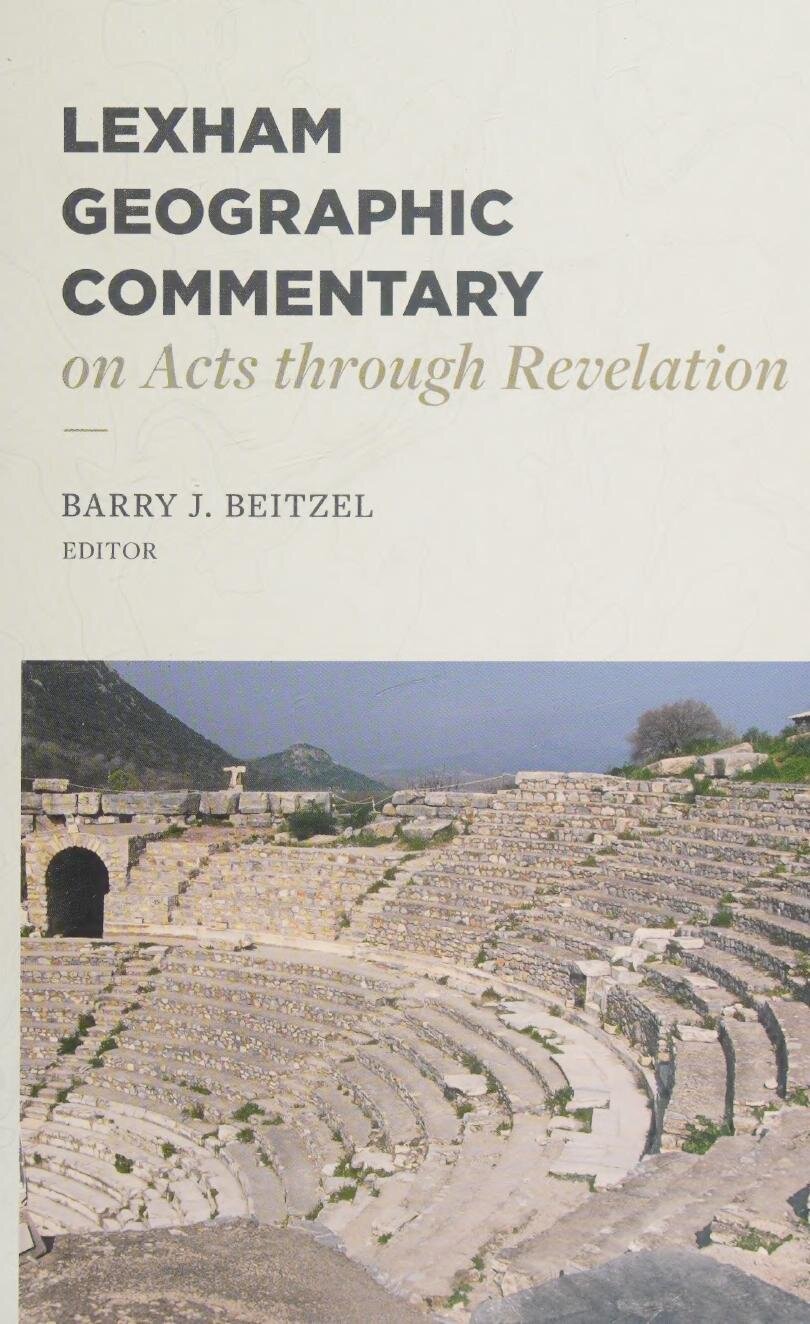 LEXHAM
GEOGRAPHIC
COMMENTARY
on Acts through Revelation
BARRY J. BEITZEL
EDITOR